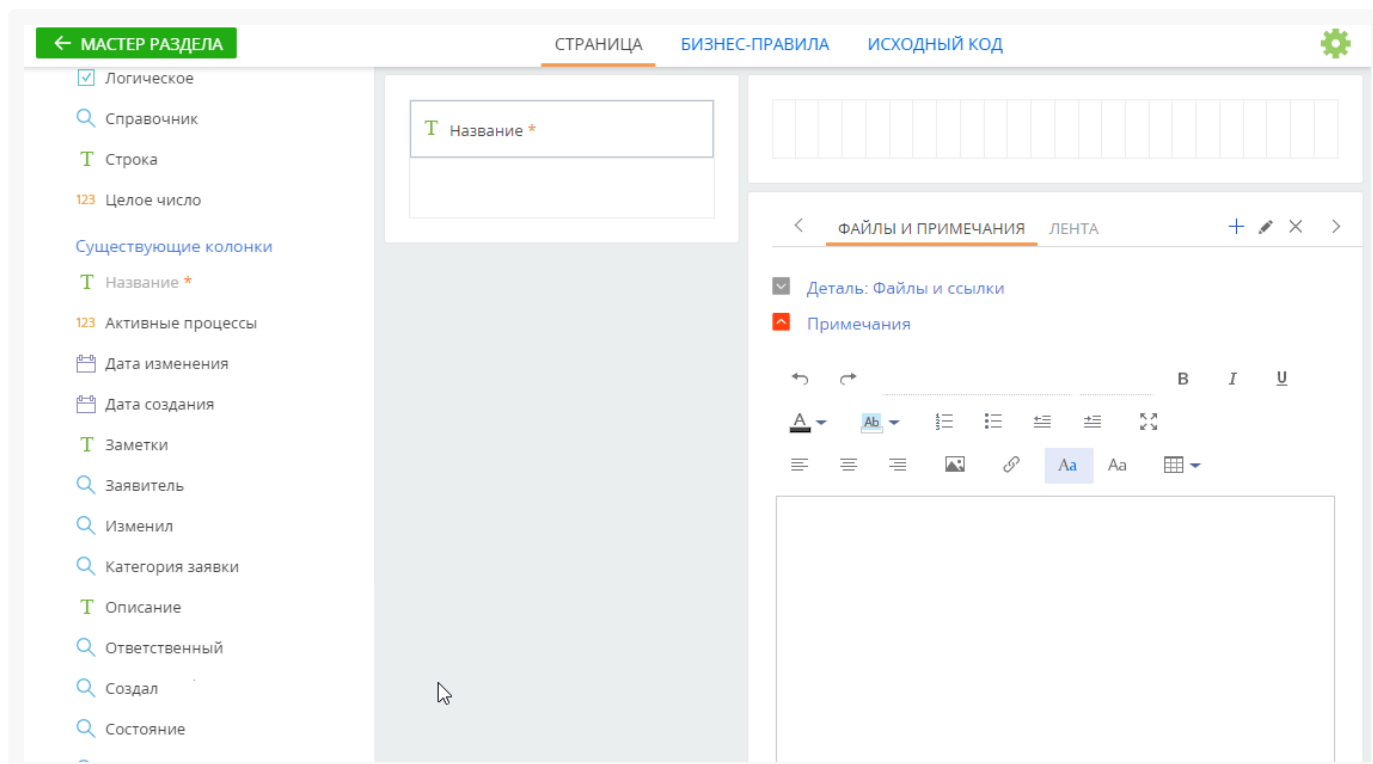 МАСТЕР РАЗДЕЛА
СТРАНИЦА БИЗНЕС-ПРАВИЛА ИСХОДНЫЙ КОД
Логическое
Справочник
T Строка
123 Целое число
Существующие колонки
T Название *
123 Активные процессы
Дата изменения
Дата создания
T Заметки
Заявитель
Изменил
Категория заявки
T Описание
Ответственный
Создал
Состояние
T Название *
ФАЙЛЫ И ПРИМЕЧАНИЯ ЛЕНТА
Деталь: Файлы и ссылки
Примечания
B I U
A Ab
Aa Aa